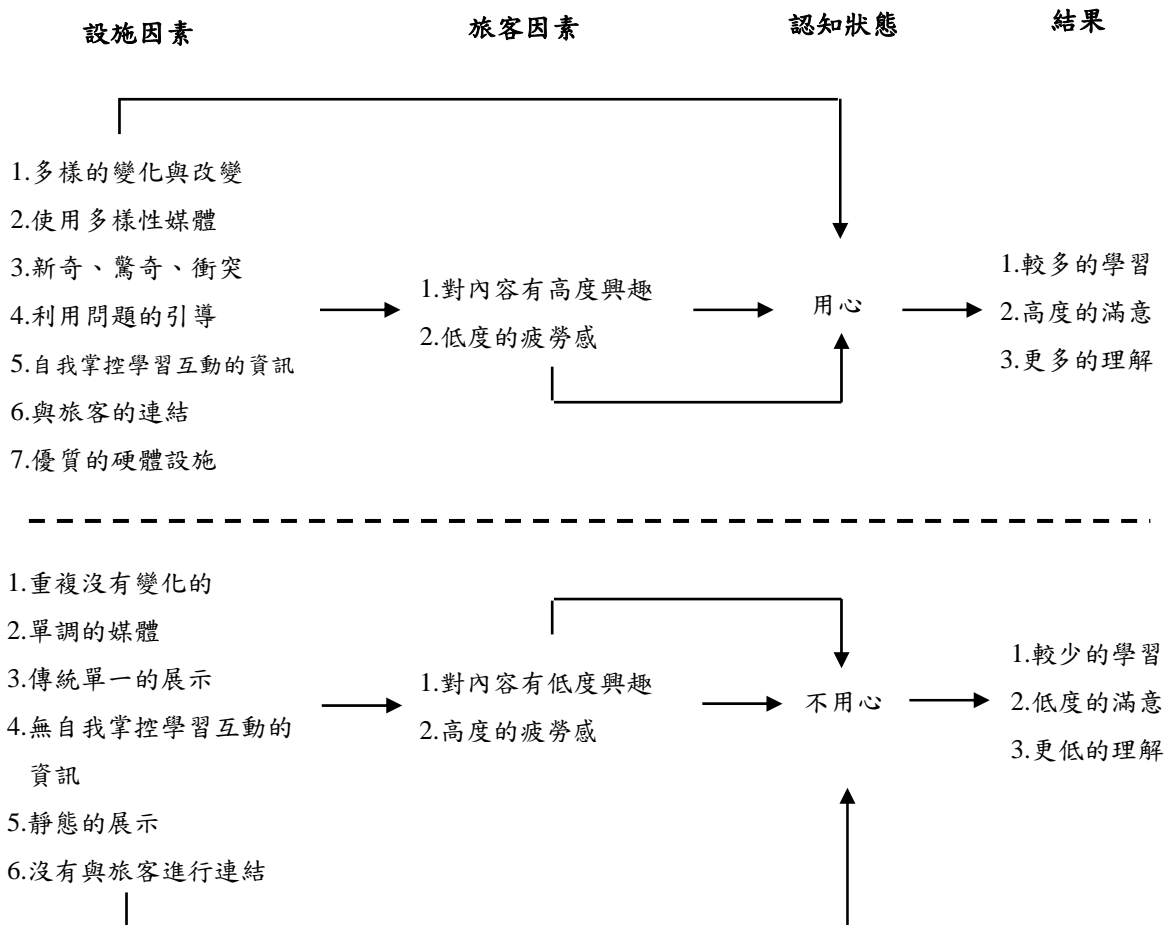 設施因素
旅客因素
認知狀態
結果
1.多樣的變化與改變
2.使用多樣性媒體
3.新奇、驚奇、衝突
4.利用問題的引導
5.自我掌控學習互動的資訊
6.與旅客的連結
7.優質的硬體設施
1.對內容有高度興趣
2.低度的疲勞感
用心
1.較多的學習
2.高度的滿意
3.更多的理解
1.重複沒有變化的
2.單調的媒體
3.傳統單一的展示
4.無自我掌控學習互動的
資訊
5.靜態的展示
6.沒有與旅客進行連結
1.對內容有低度興趣
2.高度的疲勞感
不用心
1.較少的學習
2.低度的滿意
3.更低的理解